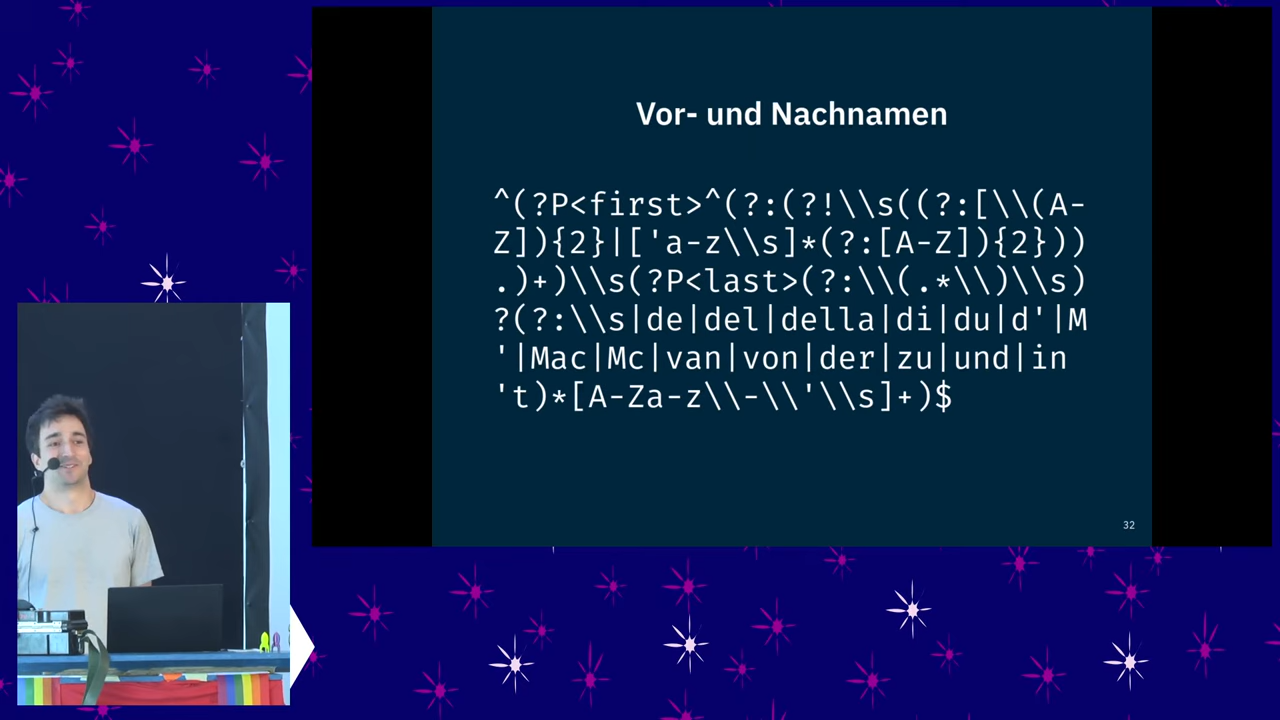 Vor- und Nachnamen
^(?P<first>^(?:(?!\\s((?:[\\(A-
Z]){2}|['a-z\\s]*(?:[A-Z]){2}))
.)+)\\s(?P<last>(?:\\(.*\\)\\s)
?(?:\\s|de|del|della|di|du|d'|M
'|Mac|Mc|van|von|der|zu|und|in
't)*[A-Za-z\\-\\'\\s]+)$
32